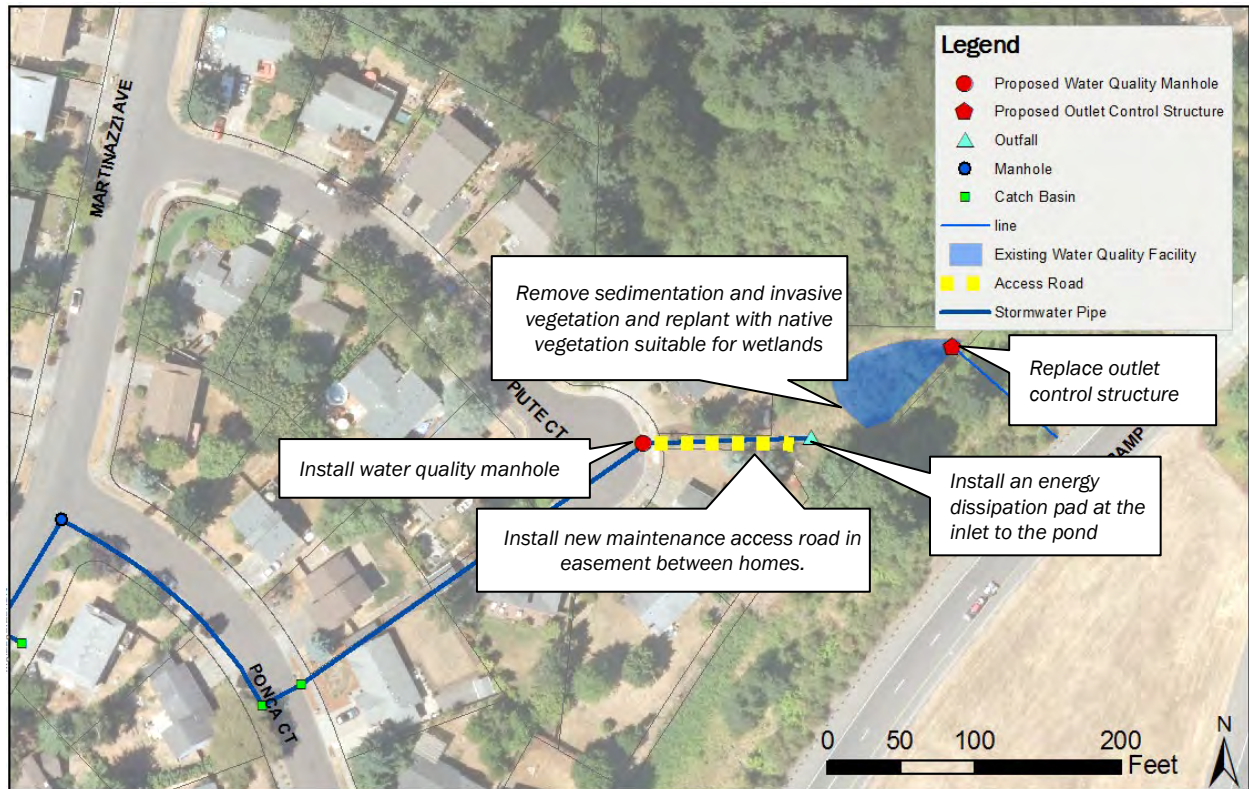 Legend
Proposed Water Quality Manhole
Proposed Outlet Control Structure
Outfall
Manhole
Catch Basin
line
Existing Water Quality Facility
Access Road
Stormwater Pipe
MARTINAZZI AVE
Remove sedimentation and invasive
vegetation and replant with native
vegetation suitable for wetlands
Replace outlet
control structure
PIUTE CT
RAMP
Install water quality manhole
Install new maintenance access road in
easement between homes.
Install an energy
dissipation pad at the
inlet to the pond
PONCA CT
0 50 100 200
Feet
N